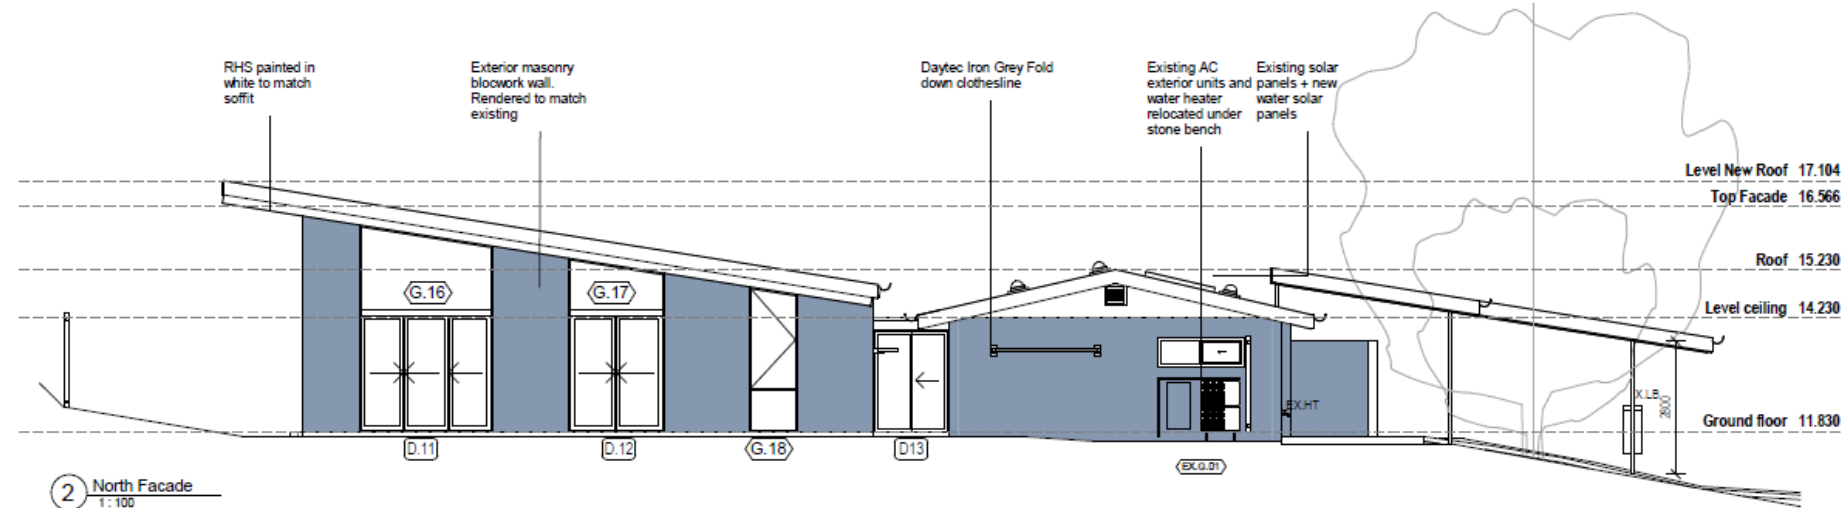 RHS painted in
white to match
soffit
Exterior masonry
blocwork wall.
Rendered to match
existing
Daytec Iron Grey Fold
down clothesline
Existing AC
exterior units and
water heater
relocated under
stone bench
Existing solar
panels + new
water solar
panels
Level New Roof 17.104
Top Facade 16.566
Roof 15.230
Level ceiling 14.230
Ground floor 11.830
G.16
G.17
EX.HT
X.LB
2800
D.11
D.12
G.18
D13
EX.G.01
2 North Facade
1 : 100